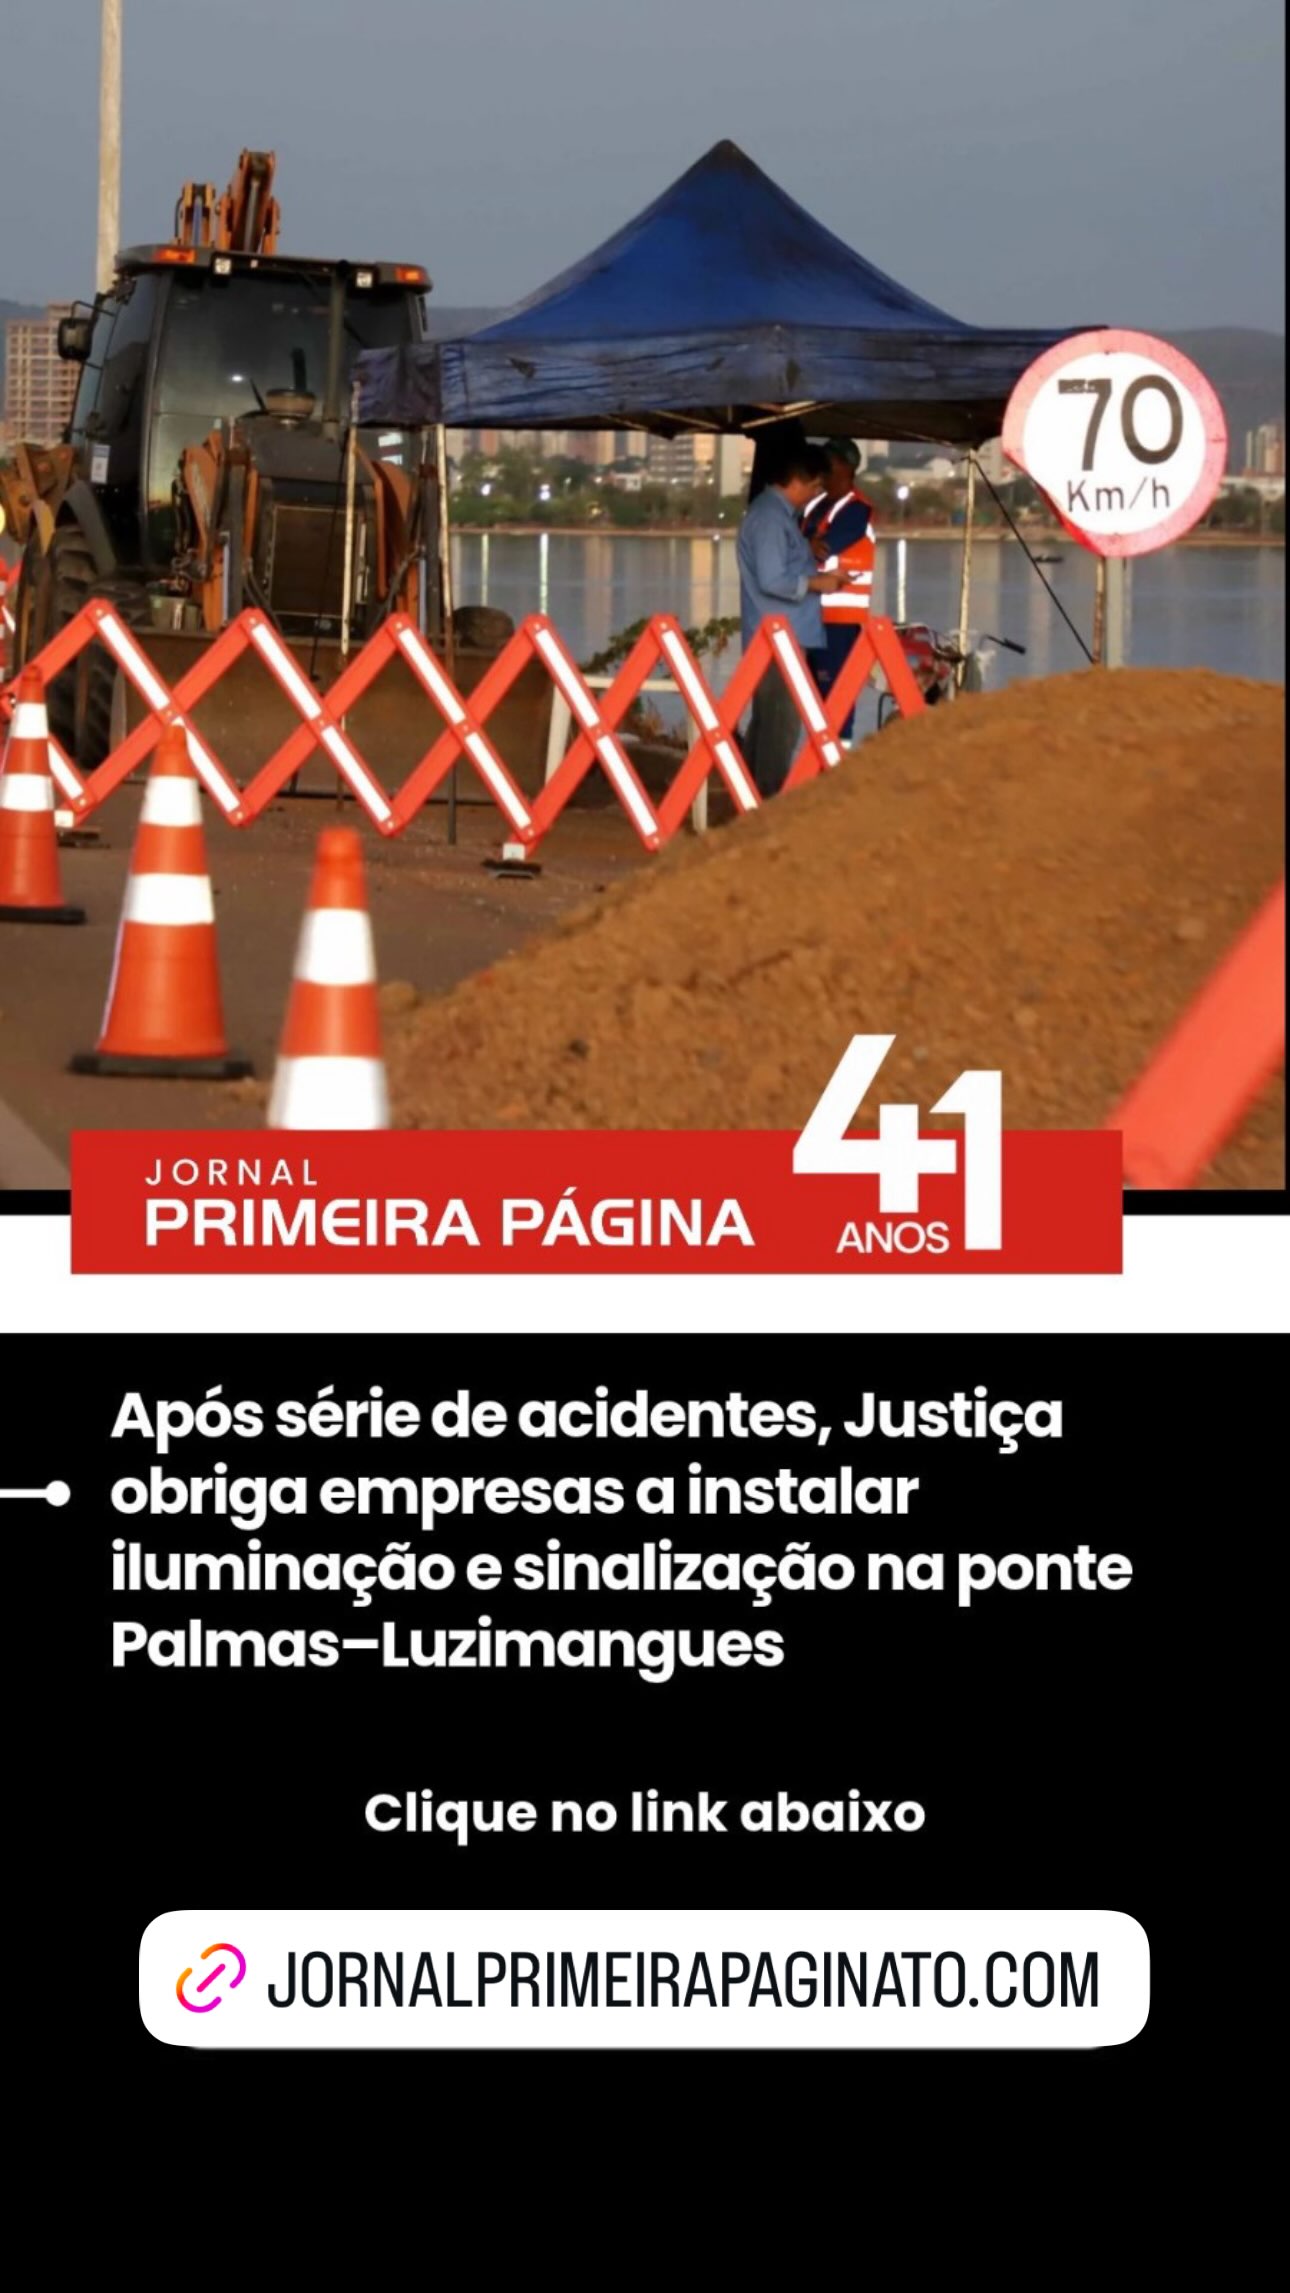 70
Km/h
JORNAL
PRIMEIRA PÁGINA
41
ANOS
Após série de acidentes, Justiça
obriga empresas a instalar
iluminação e sinalização na ponte
Palmas–Luzimangues
Clique no link abaixo
JORNALPRIMEIRAPAGINATO.COM